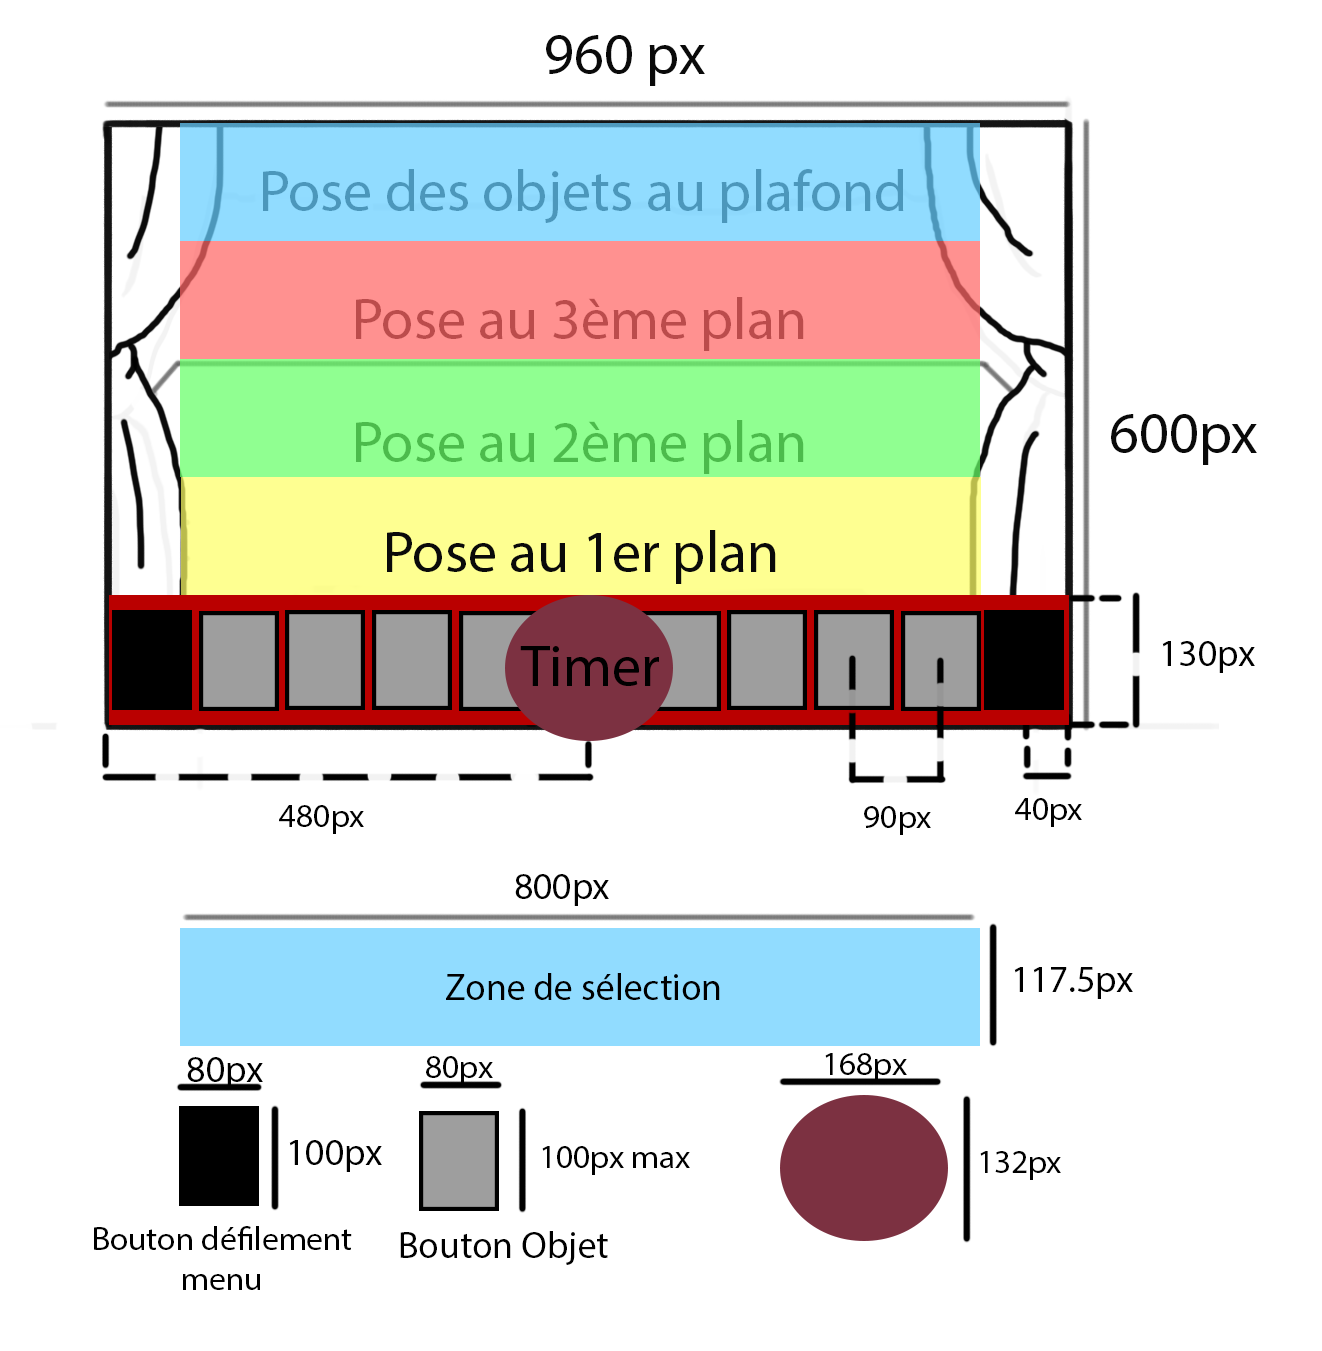 960 px
Pose des objets au plafond
Pose au 3ème plan
Pose au 2ème plan
600px
Pose au 1er plan
Timer
130px
480px
90px
40px
800px
Zone de sélection
117.5px
80px
80px
168px
100px
100px max
132px
Bouton défilement
menu
Bouton Objet